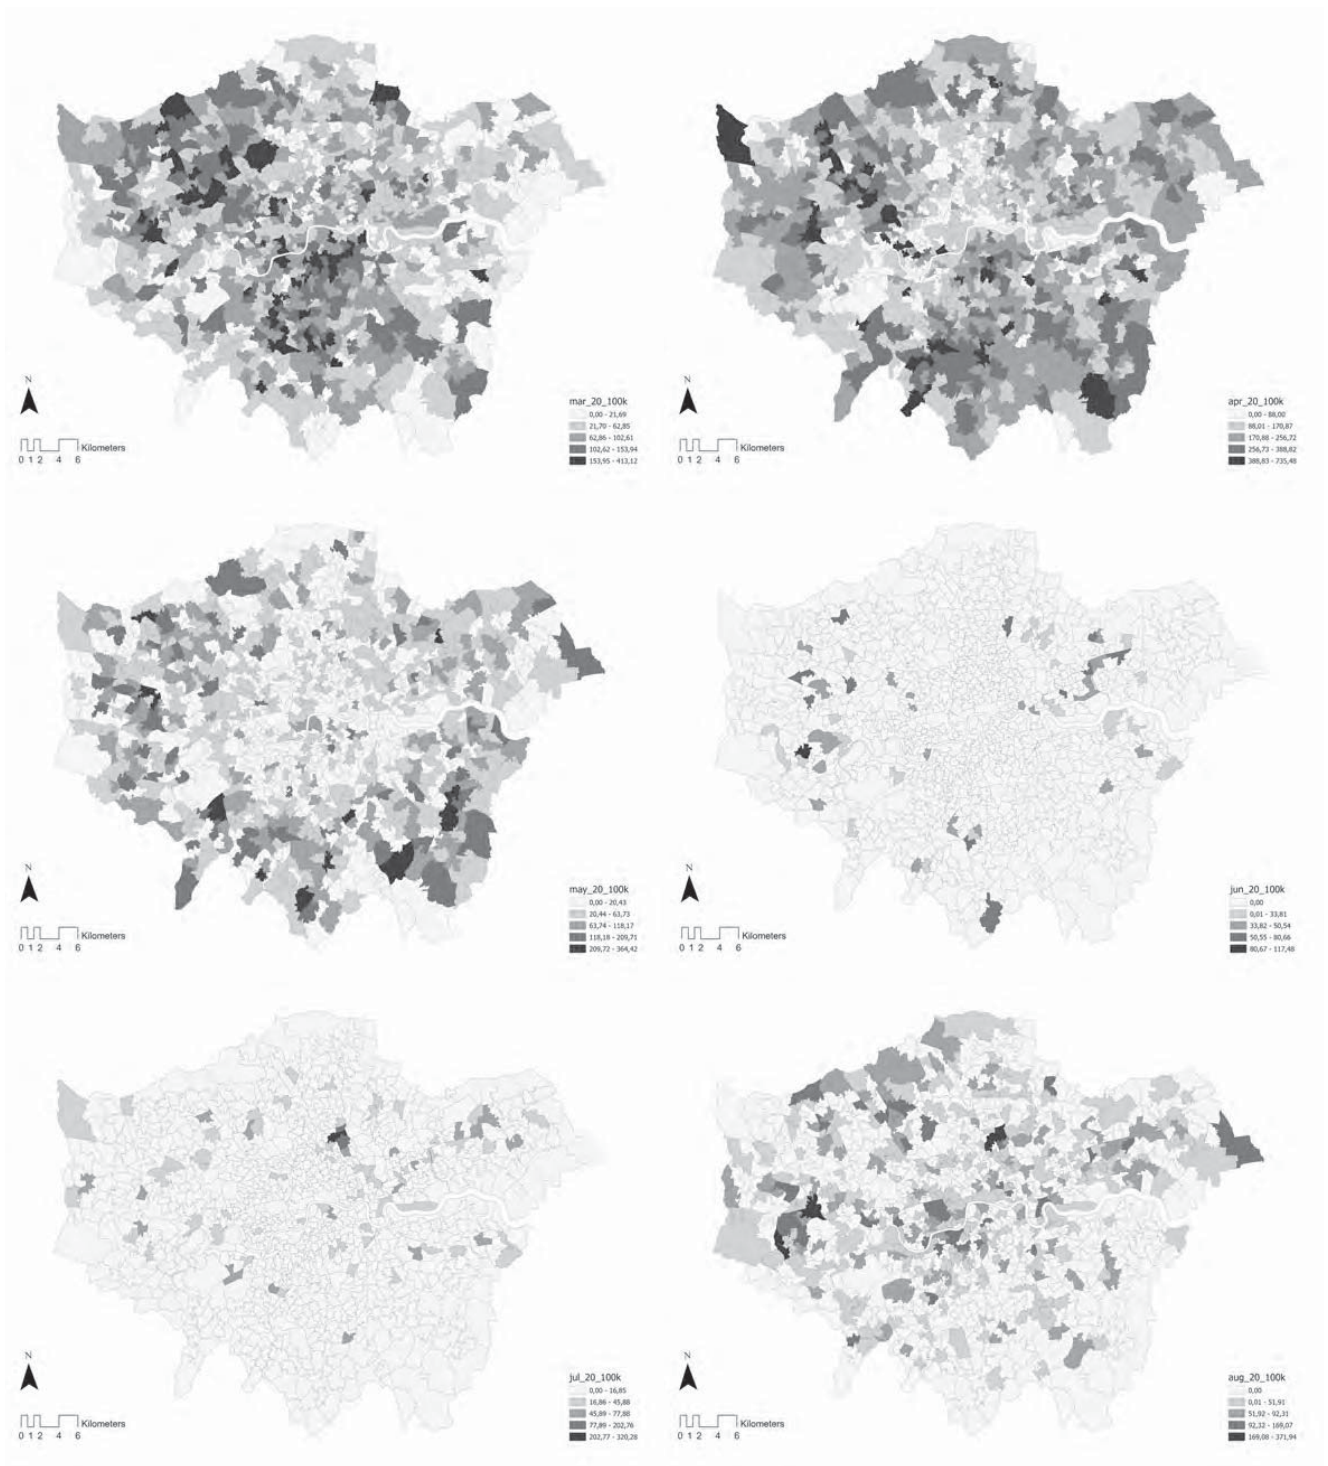 N
Kilometers
0 1 2 4 6
mar_20_100k
0,00 - 21,69
21,70 - 62,85
62,86 - 102,61
102,62 - 153,94
153,95 - 413,12
N
Kilometers
0 1 2 4 6
apr_20_100k
0,00 - 88,00
88,01 - 170,87
170,88 - 256,72
256,73 - 388,82
388,83 - 735,48
N
Kilometers
0 1 2 4 6
may_20_100k
0,00 - 20,43
20,44 - 63,73
63,74 - 118,17
118,18 - 209,71
209,72 - 364,42
N
Kilometers
0 1 2 4 6
jun_20_100k
0,00
0,01 - 33,81
33,82 - 50,54
50,55 - 80,66
80,67 - 117,48
N
Kilometers
0 1 2 4 6
jul_20_100k
0,00 - 16,85
16,86 - 45,88
45,89 - 77,88
77,89 - 202,76
202,77 - 320,28
N
Kilometers
0 1 2 4 6
aug_20_100k
0,00
0,01 - 51,91
51,92 - 92,31
92,32 - 169,07
169,08 - 371,94